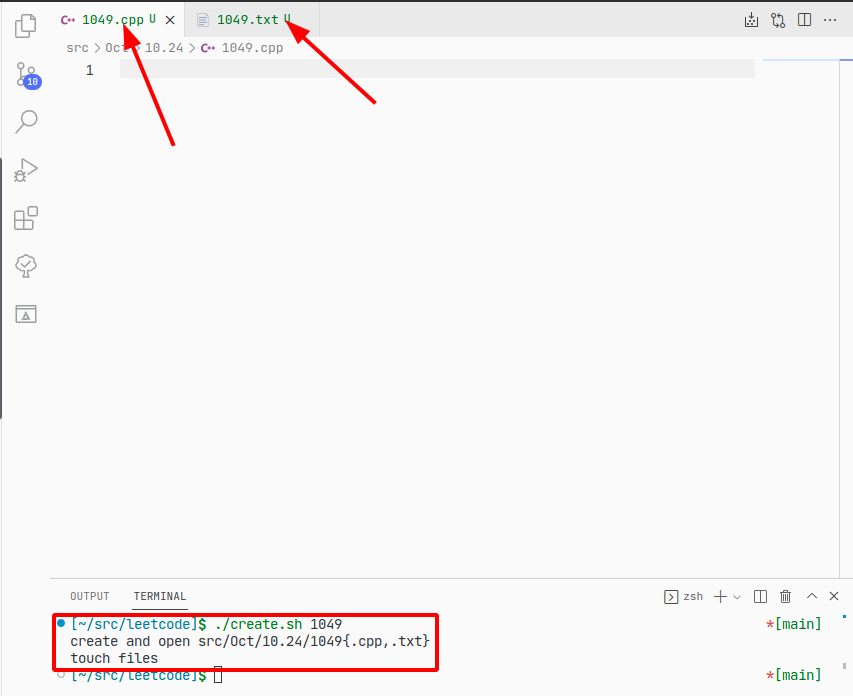 C++ 1049.cpp U
1049.txt U
src > Oct > 10.24 > C++ 1049.cpp
10
1
OUTPUT TERMINAL
zsh
[~/src/leetcode]$ ./create.sh 1049 *[main]
create and open src/Oct/10.24/1049{.cpp,.txt}
touch files
[~/src/leetcode]$ *[main]